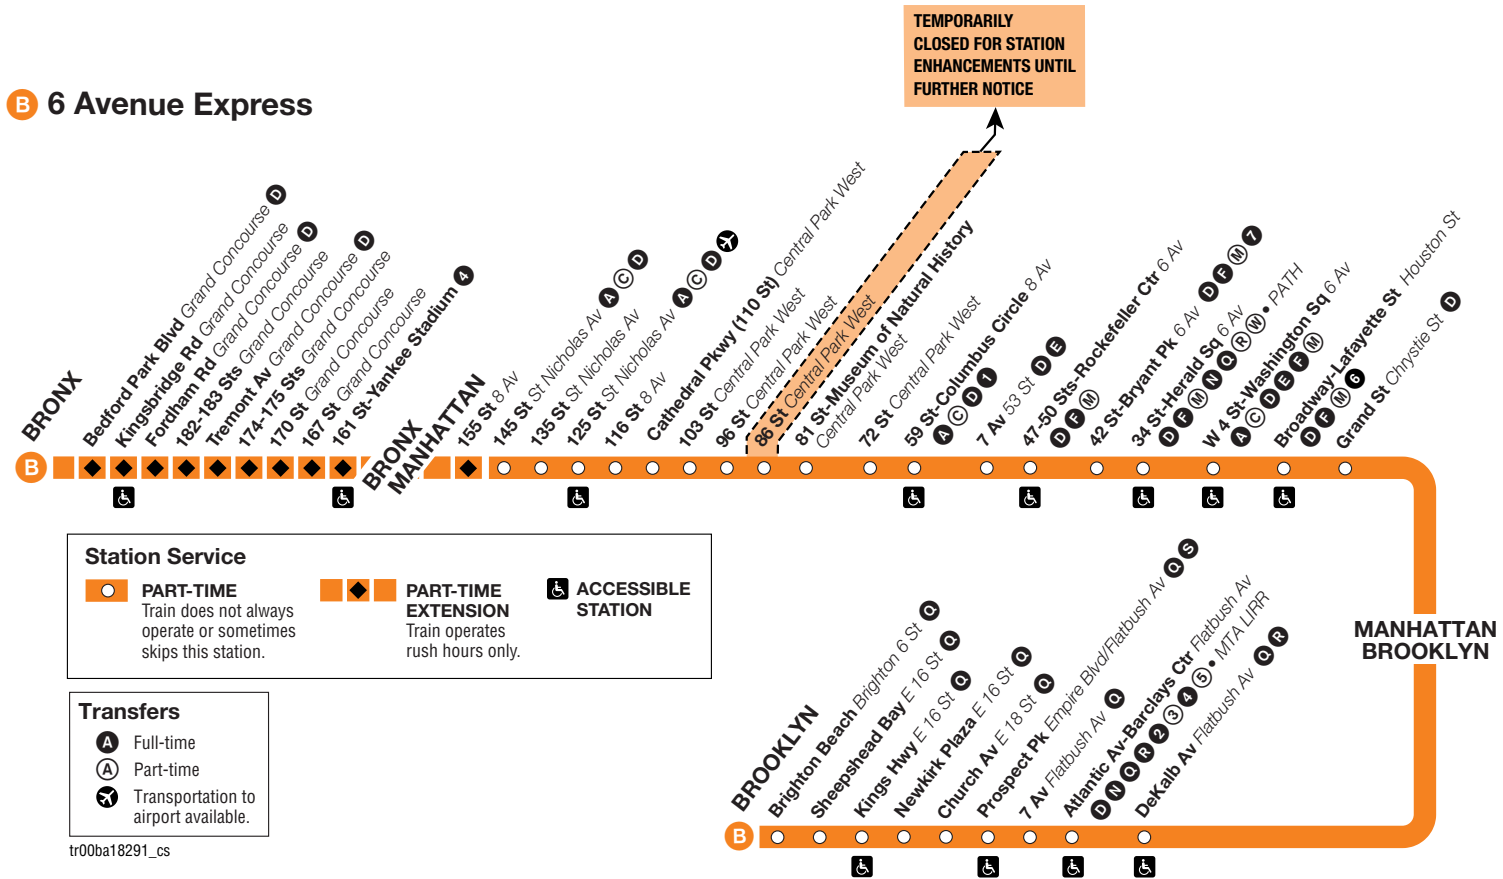 B 6 Avenue Express
TEMPORARILY
CLOSED FOR STATION
ENHANCEMENTS UNTIL
FURTHER NOTICE
BRONX
Bedford Park Blvd Grand Concourse D
Kingsbridge Rd Grand Concourse
Fordham Rd Grand Concourse D
182-183 Sts Grand Concourse
Tremont Av Grand Concourse D
174-175 Sts Grand Concourse
170 St Grand Concourse
167 St Grand Concourse
161 St- Yankee Stadium 4
BRONX
MANHATTAN
155 St 8 Av
145 St St Nicholas Av A C D
135 St St Nicholas Av
125 St St Nicholas Av A C D
116 St 8 Av
Cathedral Pkwy (110 St) Central Park West
103 St Central Park West
96 St Central Park West
86 St Central Park West
81 St-Museum of Natural History
Central Park West
72 St Central Park West
59 St-Columbus Circle 8 Av
A C D 1
7 Av 53 St D E
47-50 Sts-Rockefeller Ctr 6 Av
D F M
42 St-Bryant Pk 6 Av D F M 7
34 St-Herald Sq 6 Av
D F M N Q R W • PATH
W 4 St-Washington Sq 6 Av
A C D E F M
Broadway-Lafayette St Houston St
D F M 6
Grand St Chrystie St D
B
Station Service
PART-TIME
Train does not always
operate or sometimes
skips this station.
PART-TIME
EXTENSION
Train operates
rush hours only.
ACCESSIBLE
STATION
Transfers
A Full-time
A Part-time
Transportation to
airport available.
tr00ba18291_cs
MANHATTAN
BROOKLYN
BROOKLYN
Brighton Beach Brighton 6 St Q
Sheepshead Bay E 16 St Q
Kings Hwy E 16 St Q
Newkirk Plaza E 16 St Q
Church Av E 18 St Q
Prospect Pk Empire Blvd/Flatbush Av Q S
7 Av Flatbush Av Q
Atlantic Av-Barclays Ctr Flatbush Av
D N Q R 2 3 4 5 • MTA LIRR
DeKalb Av Flatbush Av Q R
B